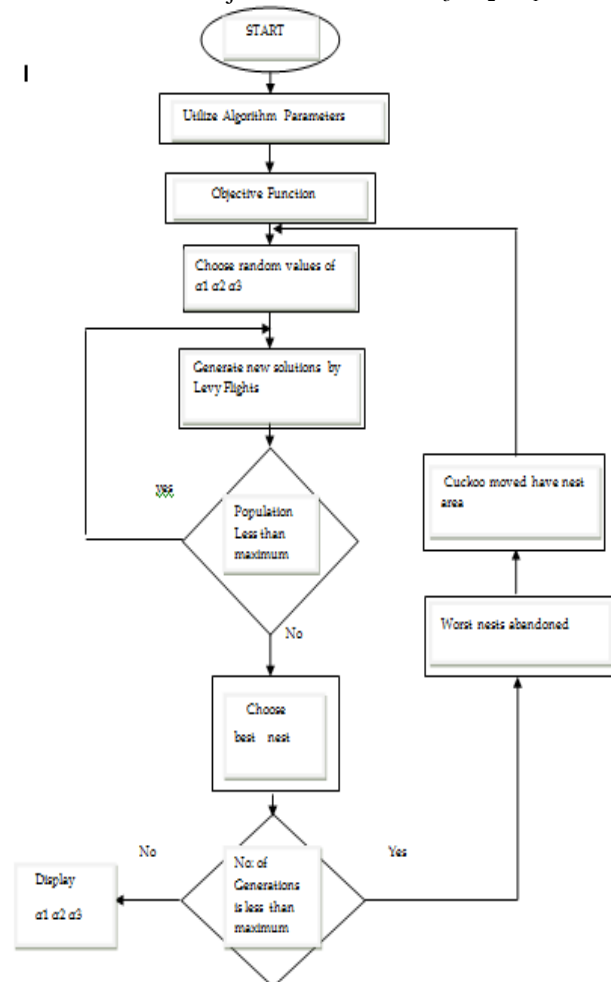 START
Utilize Algorithm Parameters
Objective Function
Choose random values of
α1 α2 α3
Generate new solutions by
Levy Flights
yes
Population
Less than
maximum
Cuckoo moved have nest
area
Worst nests abandoned
No
Choose
best nest
No
Yes
No: of
Generations
is less than
maximum
Display
α1 α2 α3